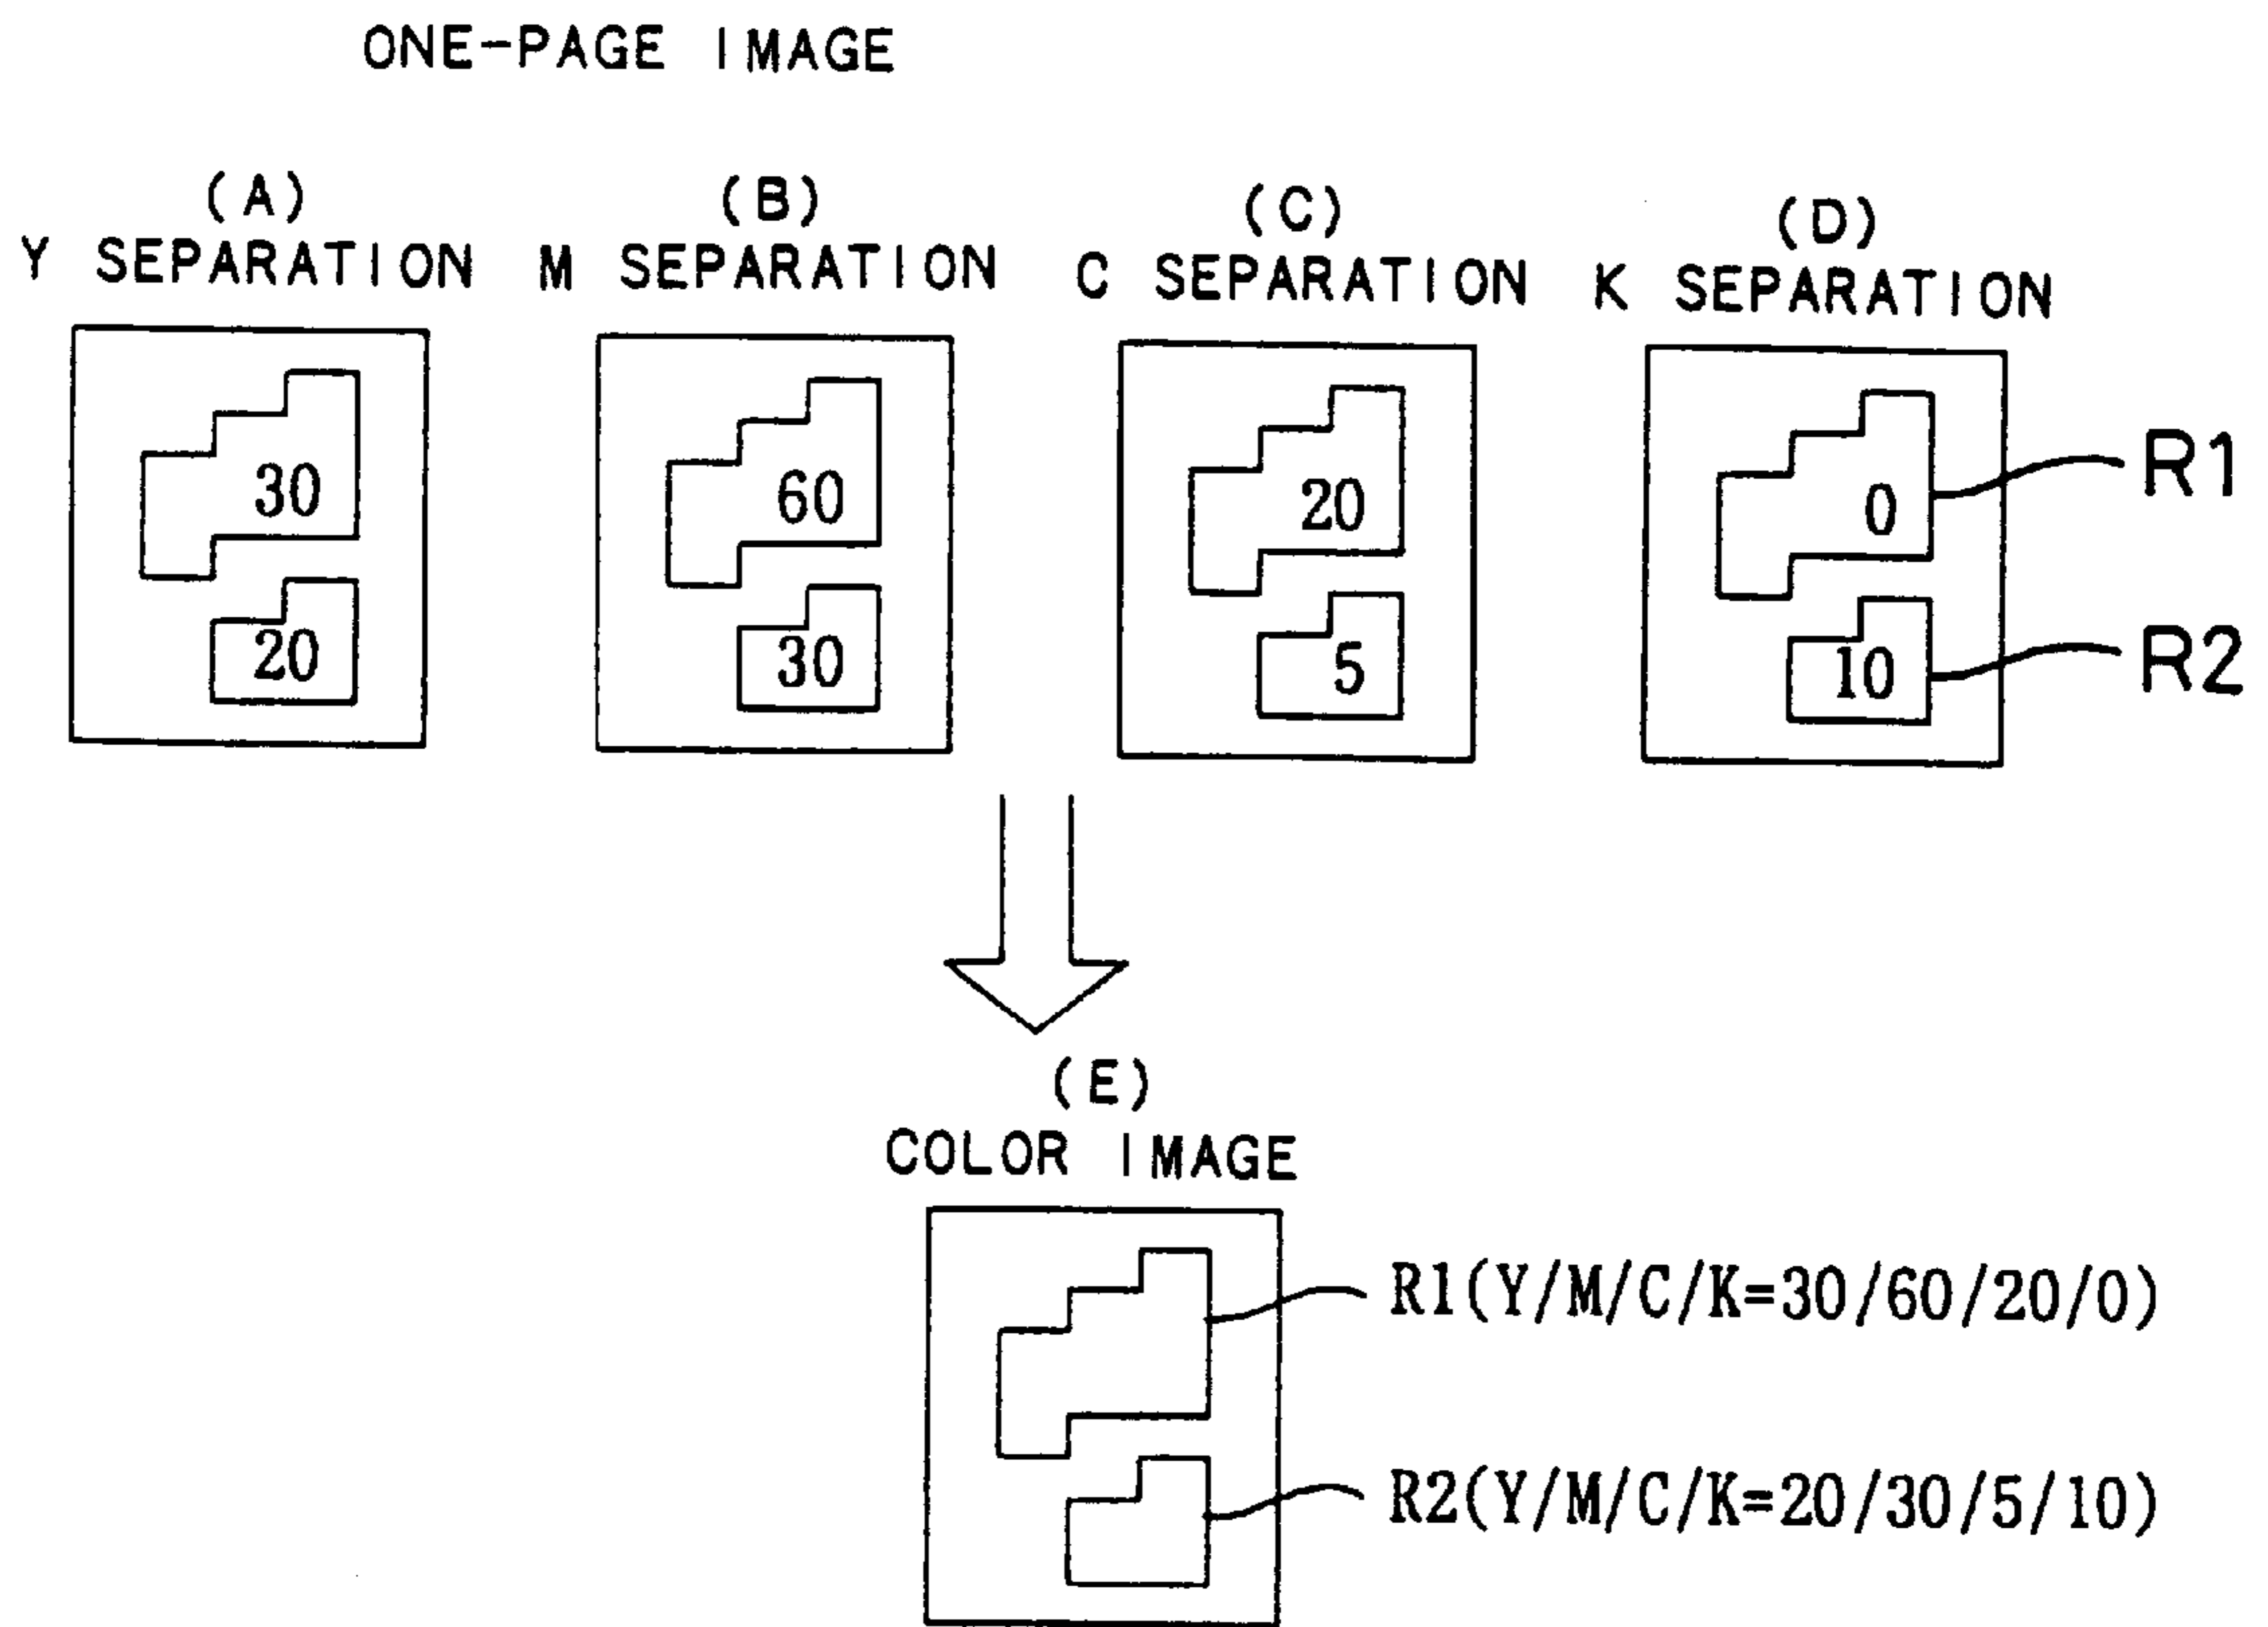 ONE-PAGE IMAGE
(A)
Y SEPARATION
(B)
M SEPARATION
(C)
C SEPARATION
(D)
K SEPARATION
30
20
60
30
20
5
0
10
R1
R2
(E)
COLOR IMAGE
R1(Y/M/C/K=30/60/20/0)
R2(Y/M/C/K=20/30/5/10)